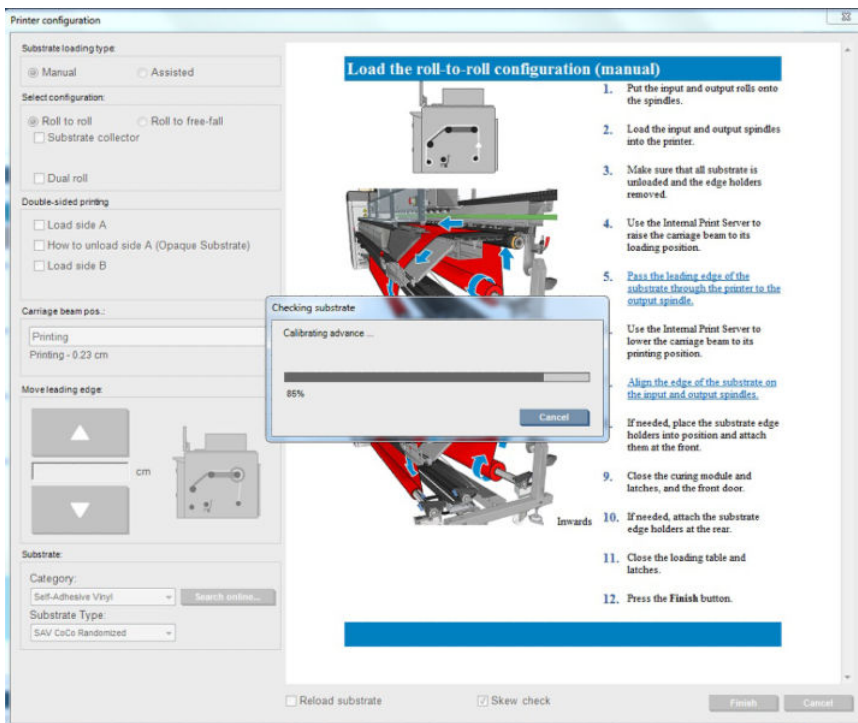 Printer configuration
Substrate loading type:
Manual
Assisted
Select configuration:
Roll to roll
Roll to free-fall
Substrate collector
Dual roll
Double-sided printing
Load side A
How to unload side A (Opaque Substrate)
Load side B
Carriage beam pos.:
Printing
Printing - 0.23 cm
Move leading edge:
cm
Substrate:
Category:
Self-Adhesive Vinyl
Search online...
Substrate Type:
SAV CoCo Randomized
Load the roll-to-roll configuration (manual)
1. Put the input and output rolls onto
the spindles.
2. Load the input and output spindles
into the printer.
3. Make sure that all substrate is
unloaded and the edge holders
removed.
4. Use the Internal Print Server to
raise the carriage beam to its
loading position.
5. Pass the leading edge of the
substrate through the printer to the
output spindle.
Use the Internal Print Server to
lower the carriage beam to its
printing position.
Align the edge of the substrate on
the input and output spindles.
If needed, place the substrate edge
holders into position and attach
them at the front.
9. Close the curing module and
latches, and the front door.
Inwards
10. If needed, attach the substrate
edge holders at the rear.
11. Close the loading table and
latches.
12. Press the Finish button.
Checking substrate
Calibrating advance ...
85%
Cancel
Reload substrate
Skew check
Finish
Cancel